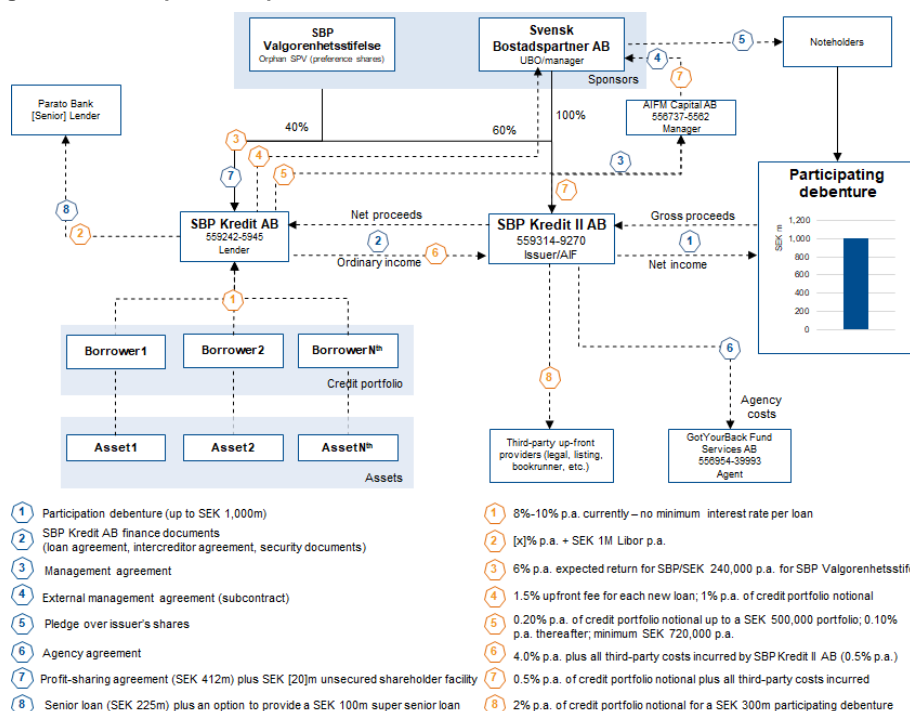 SBP
Valgorenhetsstifelse
Orphan SPV (preference shares)
Svensk
Bostadspartner AB
UBO/manager
Sponsors
5
Noteholders
4
7
Parato Bank
[Senior] Lender
40%
60%
100%
AIFM Capital AB
556737-5562
Manager
3
4
5
3
7
7
8
2
SBP Kredit AB
559242-5945
Lender
Net proceeds
2
Ordinary income
6
SBP Kredit II AB
559314-9270
Issuer/AIF
Gross proceeds
1
Net income
Participating
debenture
SEK m
1,200
1,000
800
600
400
200
0
1
Borrower1
Borrower2
BorrowerNth
Credit portfolio
Asset1
Asset2
AssetNth
Assets
8
6
Agency
costs
Third-party up-front
providers (legal, listing,
bookrunner, etc.)
GotYourBack Fund
Services AB
556954-39993
Agent
1 Participation debenture (up to SEK 1,000m)
2 SBP Kredit AB finance documents
(loan agreement, intercreditor agreement, security documents)
3 Management agreement
4 External management agreement (subcontract)
5 Pledge over issuer's shares
6 Agency agreement
7 Profit-sharing agreement (SEK 412m) plus SEK [20]m unsecured shareholder facility
8 Senior loan (SEK 225m) plus an option to provide a SEK 100m super senior loan
1 8%-10% p.a. currently – no minimum interest rate per loan
2 [x]% p.a. + SEK 1M Libor p.a.
3 6% p.a. expected return for SBP/SEK 240,000 p.a. for SBP Valgorenhetsstife
4 1.5% upfront fee for each new loan; 1% p.a. of credit portfolio notional
5 0.20% p.a. of credit portfolio notional up to a SEK 500,000 portfolio; 0.10%
p.a. thereafter; minimum SEK 720,000 p.a.
6 4.0% p.a. plus all third-party costs incurred by SBP Kredit II AB (0.5% p.a.)
7 0.5% p.a. of credit portfolio notional plus all third-party costs incurred
8 2% p.a. of credit portfolio notional for a SEK 300m participating debenture